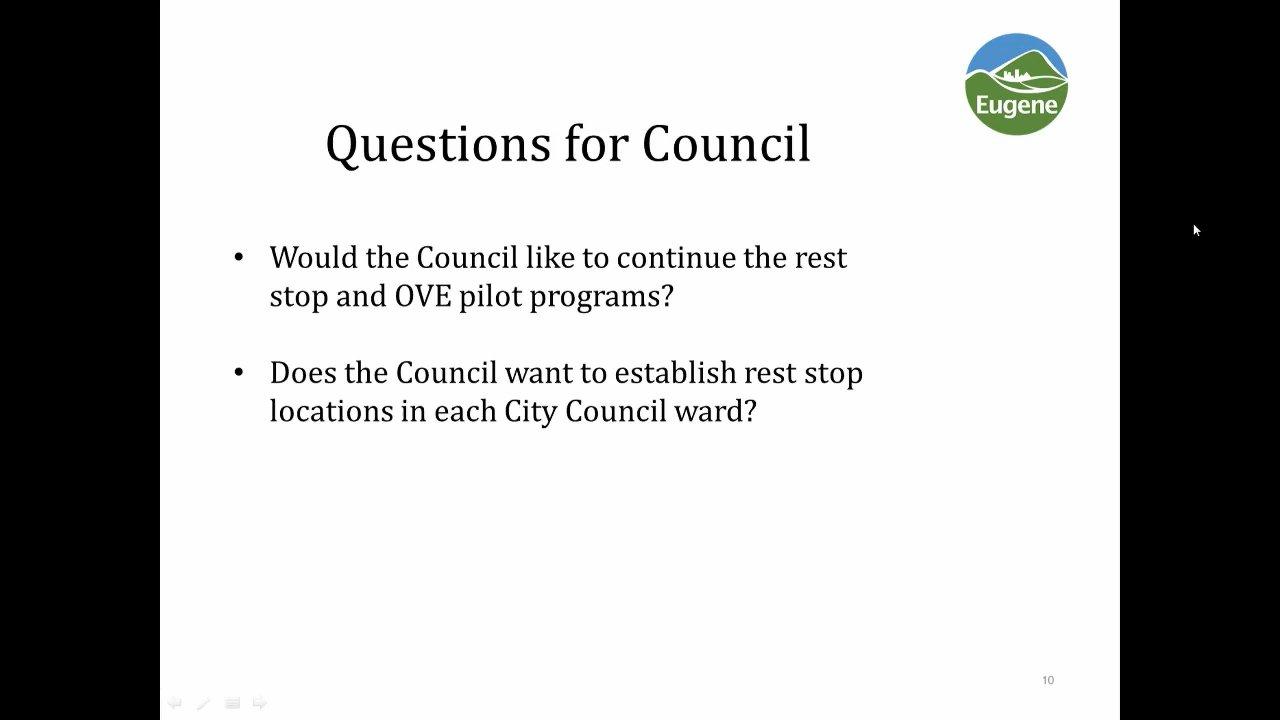 Eugene
Questions for Council
• Would the Council like to continue the rest
stop and OVE pilot programs?
• Does the Council want to establish rest stop
locations in each City Council ward?
10